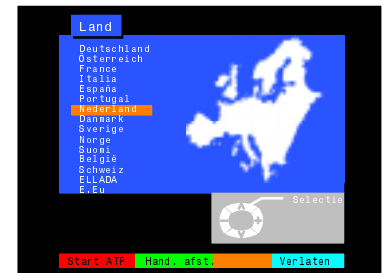 Land
Deutschland
Österreich
France
Italia
España
Portugal
Nederland
Danmark
Sverige
Norge
Suomi
België
Schweiz
ELLADA
E.Eu
Selectie
Start ATP Hand. afst. Verlaten